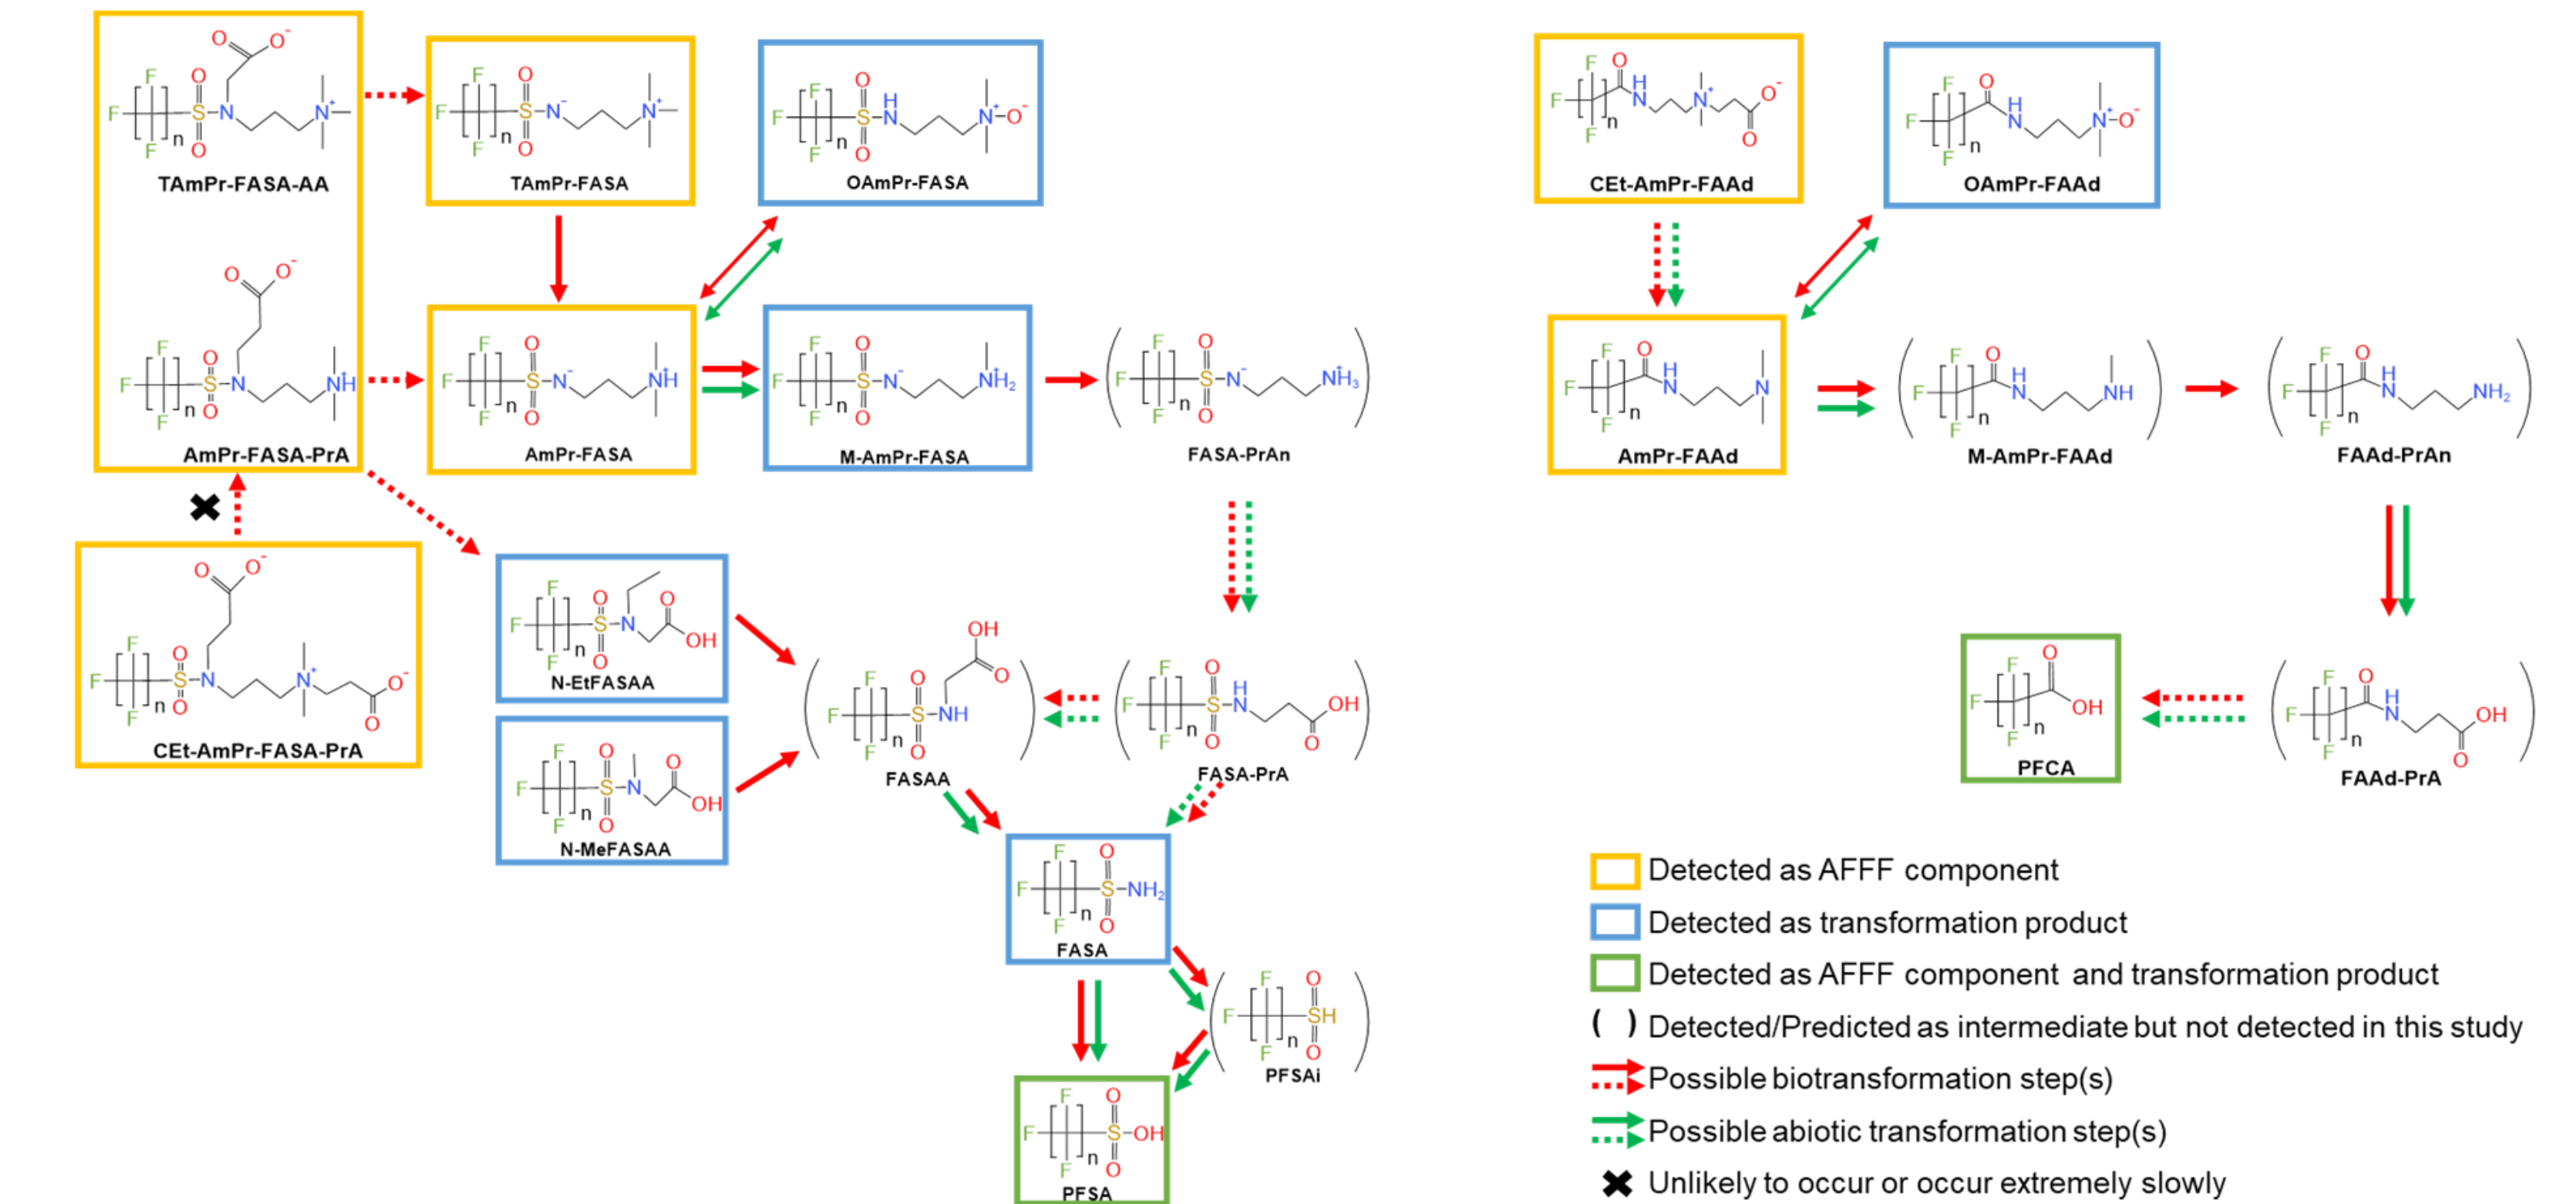 TAmPr-FASA-AA
TAmPr-FASA
OAmPr-FASA
CEt-AmPr-FAAd
OAmPr-FAAd
AmPr-FASA-PrA
AmPr-FASA
M-AmPr-FASA
FASA-PrAn
AmPr-FAAd
M-AmPr-FAAd
FAAd-PrAn
CEt-AmPr-FASA-PrA
N-EtFASAA
N-MeFASAA
FASAA
FASA-PrA
PFCA
FAAd-PrA
FASA
PFSAi
PFSA
Detected as AFFF component
Detected as transformation product
Detected as AFFF component and transformation product
( ) Detected/Predicted as intermediate but not detected in this study
Possible biotransformation step(s)
Possible abiotic transformation step(s)
Unlikely to occur or occur extremely slowly